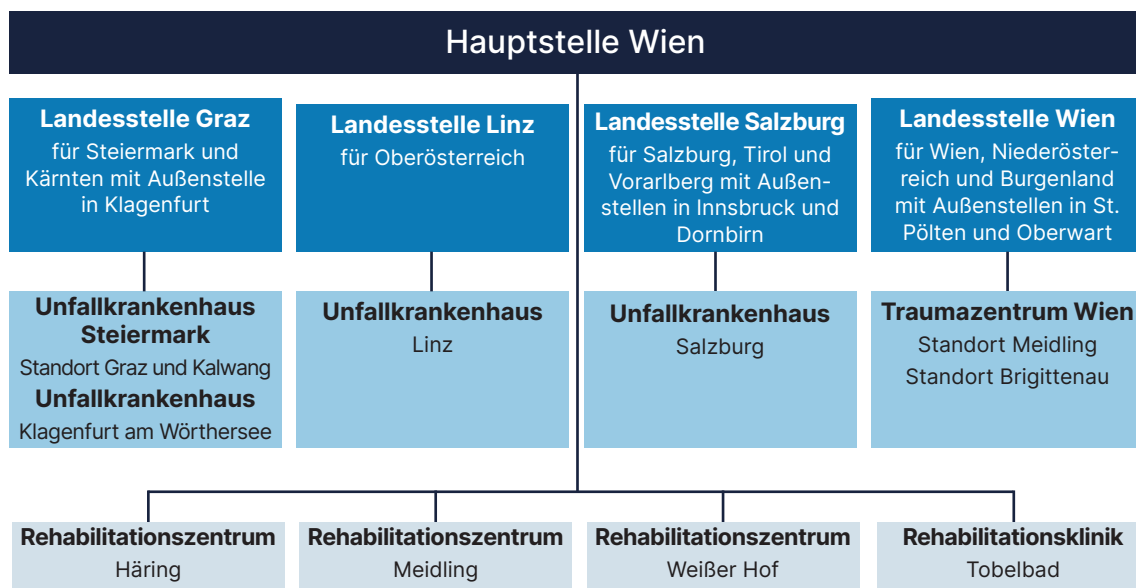 Hauptstelle Wien
Landesstelle Graz
für Steiermark und
Kärnten mit Außenstelle
in Klagenfurt
Landesstelle Linz
für Oberösterreich
Landesstelle Salzburg
für Salzburg, Tirol und
Vorarlberg mit Außen-
stellen in Innsbruck und
Dornbirn
Landesstelle Wien
für Wien, Niederöster-
reich und Burgenland
mit Außenstellen in St.
Pölten und Oberwart
Unfallkrankenhaus
Steiermark
Standort Graz und Kalwang
Unfallkrankenhaus
Klagenfurt am Wörthersee
Unfallkrankenhaus
Linz
Unfallkrankenhaus
Salzburg
Traumazentrum Wien
Standort Meidling
Standort Brigittenau
Rehabilitationszentrum
Häring
Rehabilitationszentrum
Meidling
Rehabilitationszentrum
Weißer Hof
Rehabilitationsklinik
Tobelbad